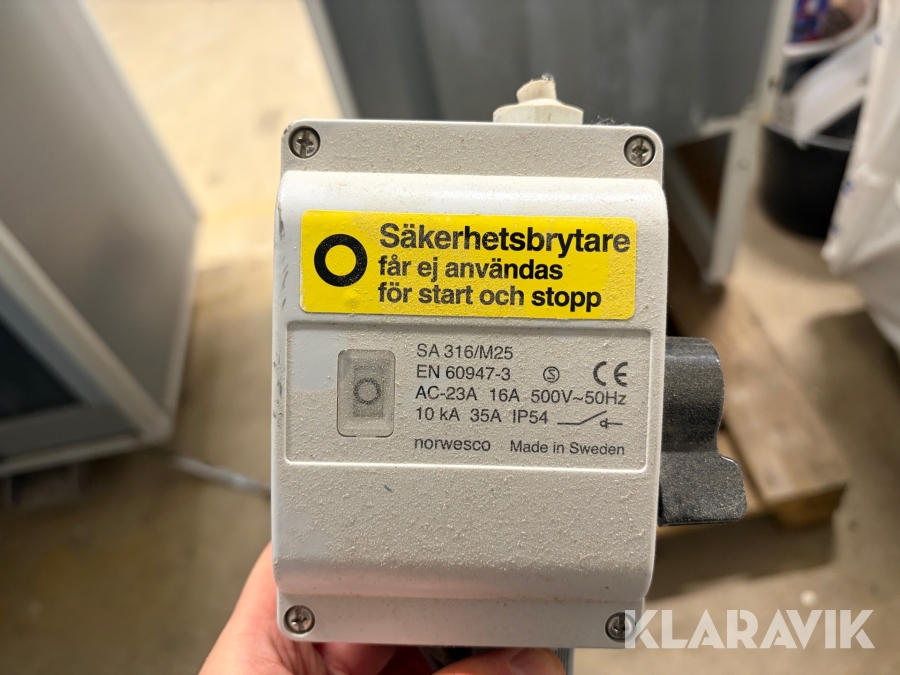 Säkerhetsbrytare
får ej användas
för start och stopp
SA 316/M25
EN 60947-3 S CE
AC-23A 16A 500V~50Hz
10 kA 35A IP54
norwesco Made in Sweden
KLARAVIK